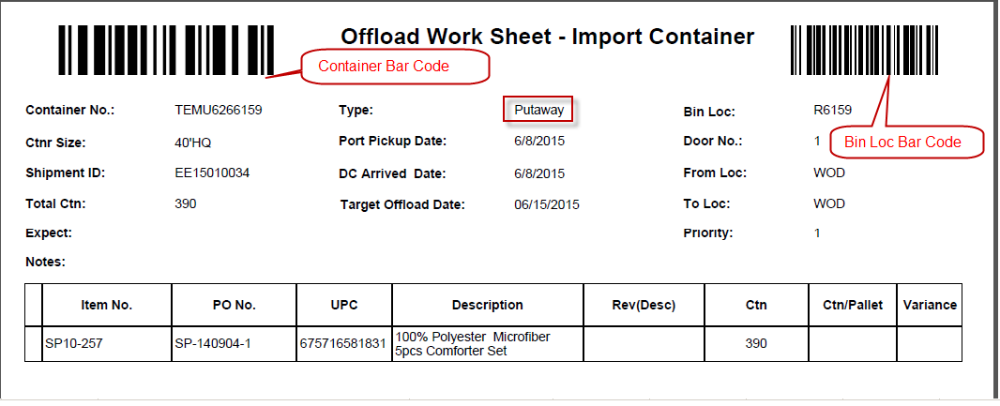 Offload Work Sheet - Import Container
Container Bar Code
Container No.: TEMU6266159 Type: Putaway Bin Loc: R6159
Ctnr Size: 40'HQ Port Pickup Date: 6/8/2015 Door No.: 1
Bin Loc Bar Code
Shipment ID: EE15010034 DC Arrived Date: 6/8/2015 From Loc: WOD
Total Ctn: 390 Target Offload Date: 06/15/2015 To Loc: WOD
Expect: Priority: 1
Notes:
Item No. PO No. UPC Description Rev(Desc) Ctn Ctn/Pallet Variance
SP10-257 SP-140904-1 675716581831 100% Polyester Microfiber 390
5pcs Comforter Set